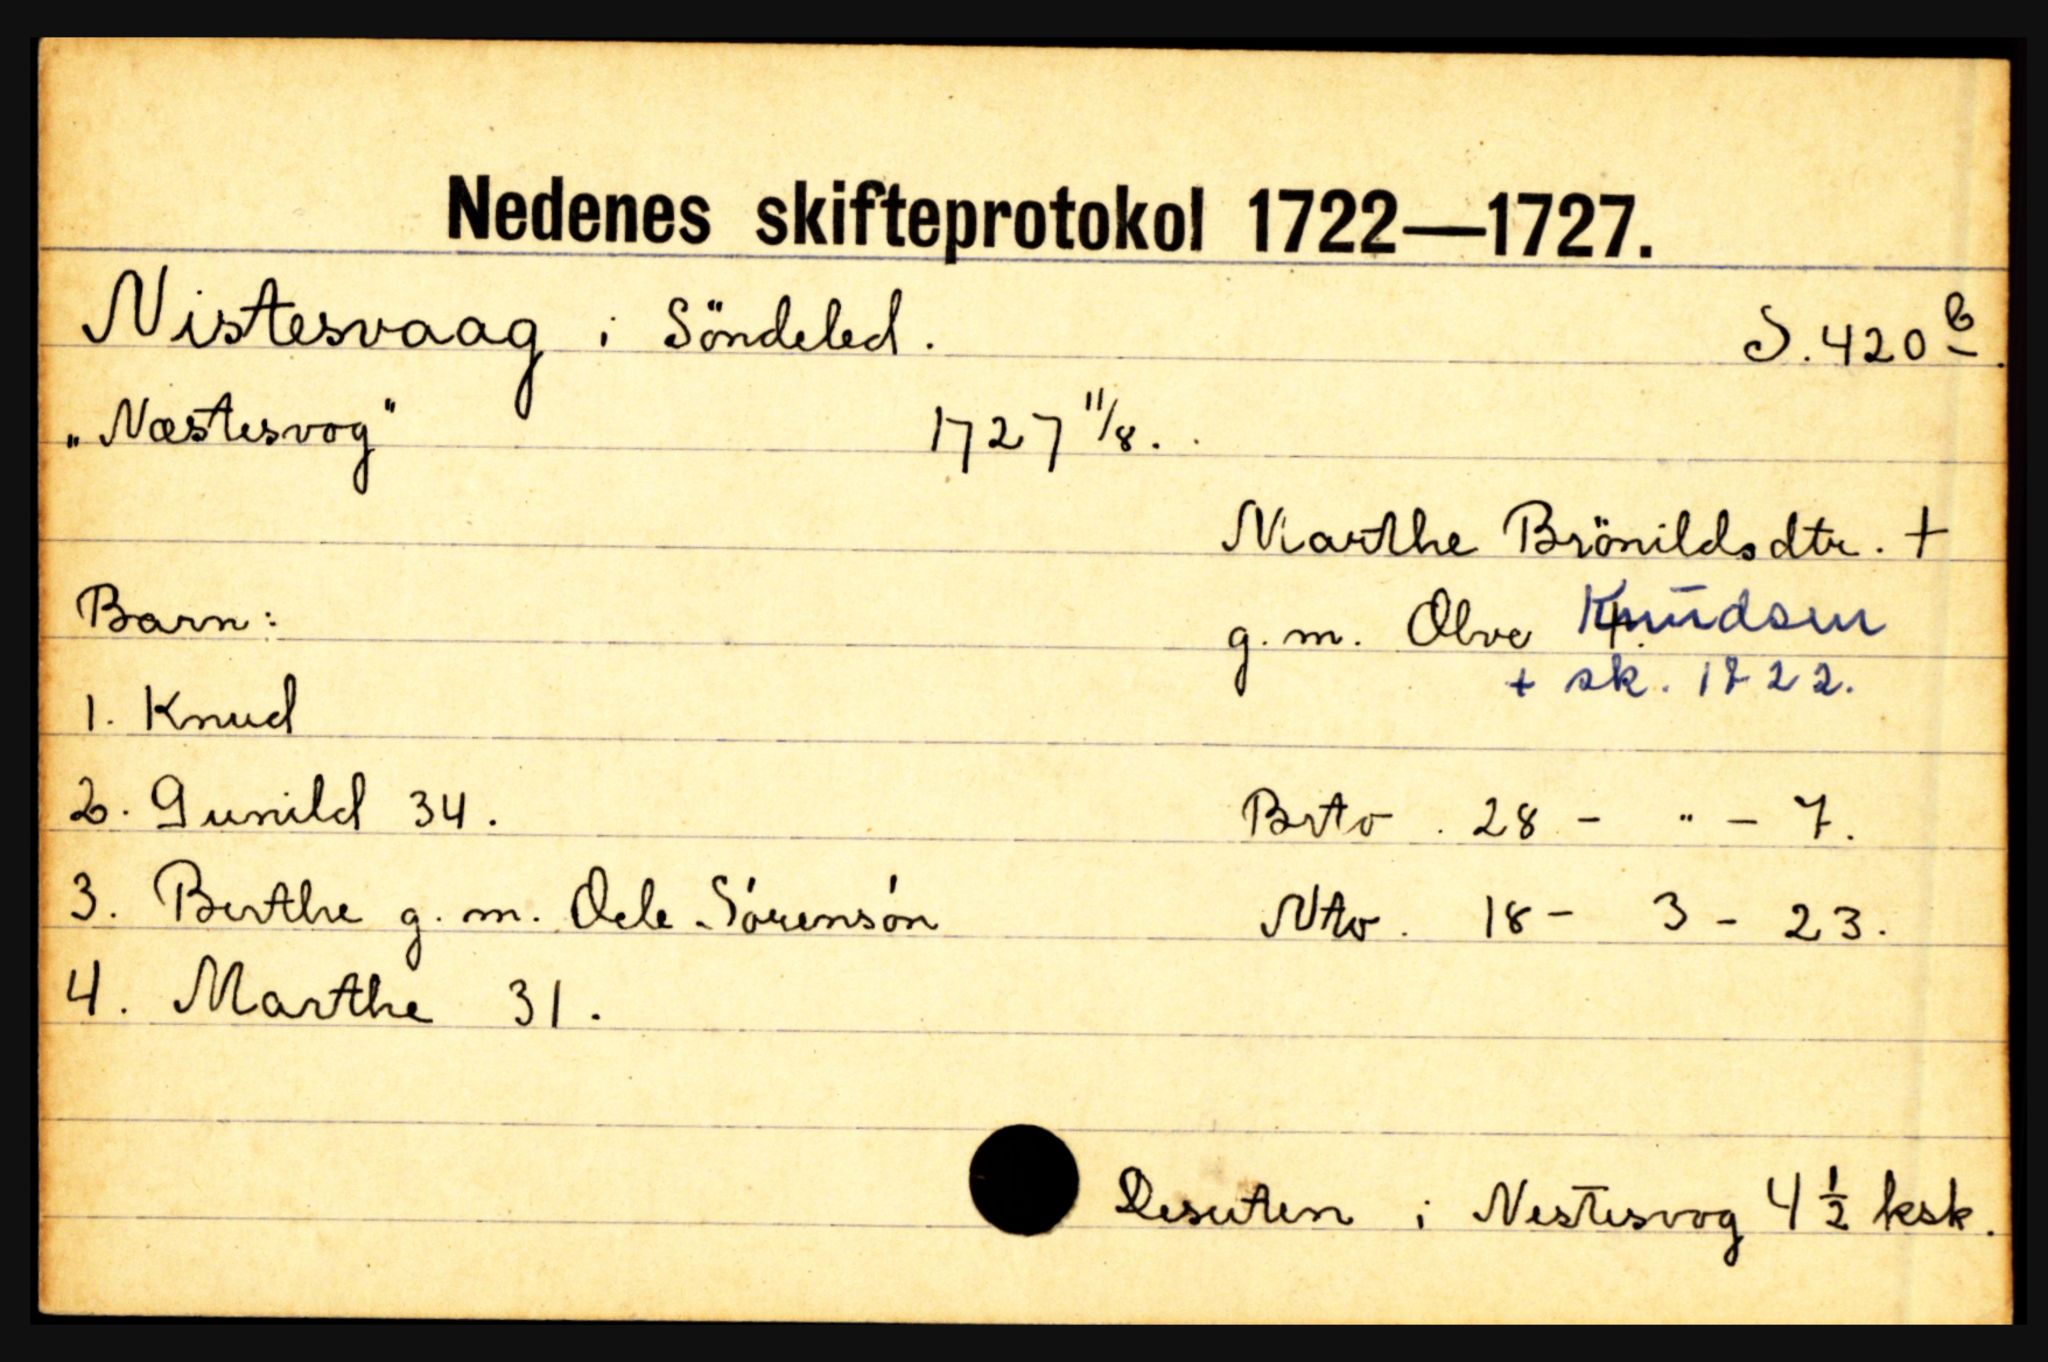 Nedenes skifteprotokol 1722—1727.
Nistesvaag i Söndeled. S. 420 b.
„Næstesvog" 1727 11/8.
Marthe Brönildsdtr. +
Barn: g. m. Olve Knudsen
+ sk. 1722.
1. Knud
2. Gunild 34. Brto. 28 - " - 7.
3. Berthe g. m. Oele Sörensön Nto. 18 - 3 - 23.
4. Marthe 31.
Desuten i Nestesvog 4 ½ ksk.